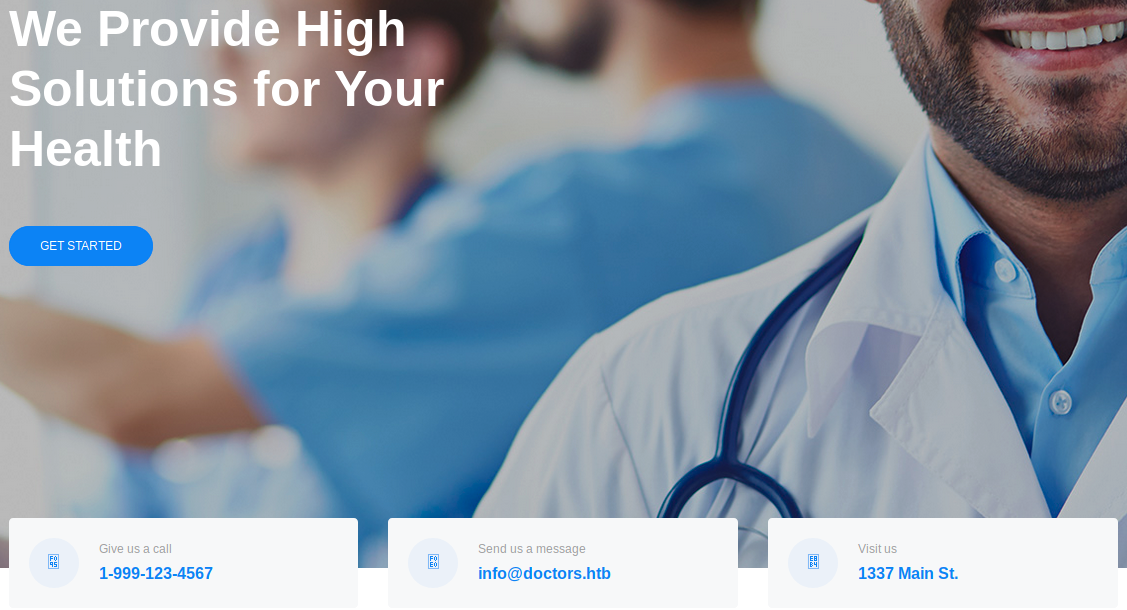 We Provide High
Solutions for Your
Health
GET STARTED
Give us a call
1-999-123-4567
Send us a message
info@doctors.htb
Visit us
1337 Main St.